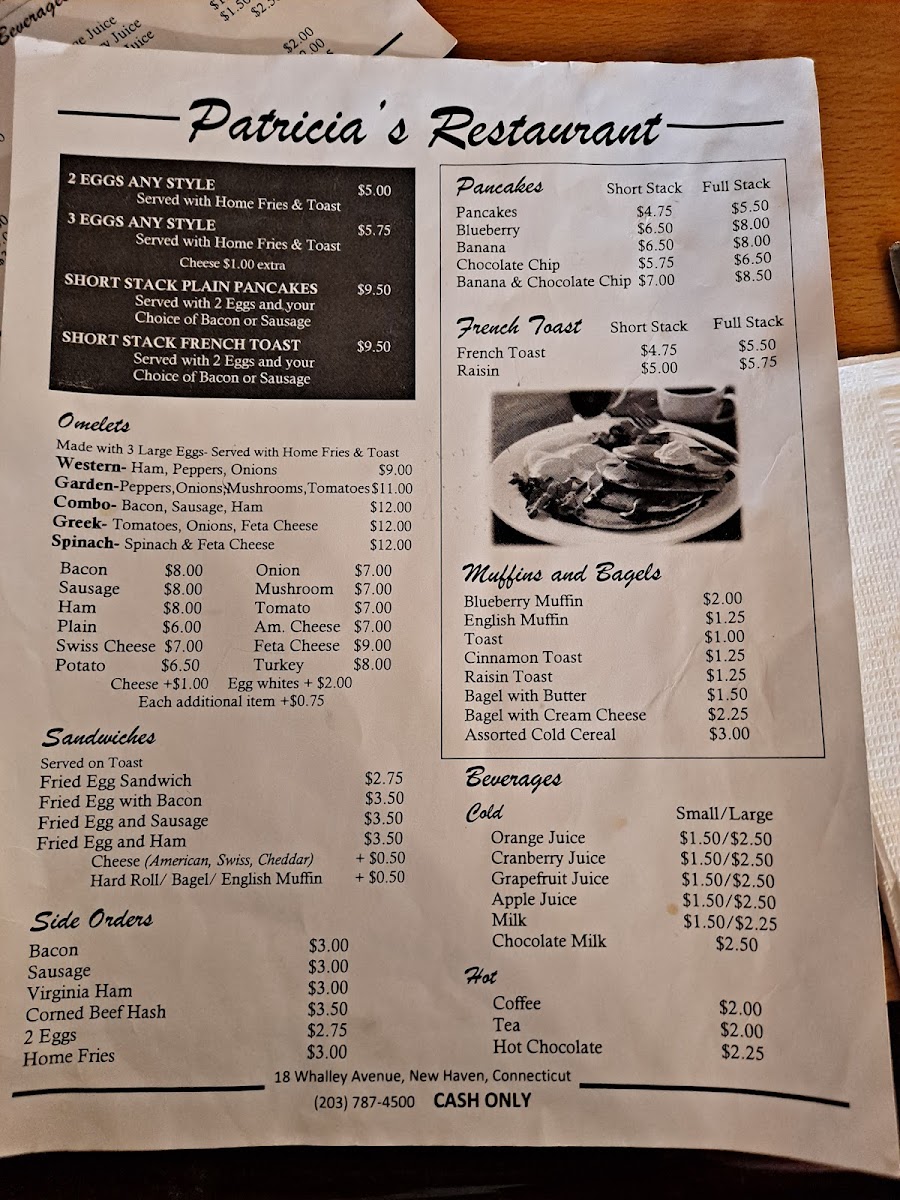 Beverage
Juice
Juice
uice
$1.50
$2.00
Patricia's Restaurant
2 EGGS ANY STYLE $5.00
Served with Home Fries & Toast
3 EGGS ANY STYLE $5.75
Served with Home Fries & Toast
Cheese $1.00 extra
SHORT STACK PLAIN PANCAKES $9.50
Served with 2 Eggs and your
Choice of Bacon or Sausage
SHORT STACK FRENCH TOAST $9.50
Served with 2 Eggs and your
Choice of Bacon or Sausage
Omelets
Made with 3 Large Eggs- Served with Home Fries & Toast
Western- Ham, Peppers, Onions $9.00
Garden-Peppers,Onions,Mushrooms,Tomatoes $11.00
Combo- Bacon, Sausage, Ham $12.00
Greek- Tomatoes, Onions, Feta Cheese $12.00
Spinach- Spinach & Feta Cheese $12.00
Bacon $8.00 Onion $7.00
Sausage $8.00 Mushroom $7.00
Ham $8.00 Tomato $7.00
Plain $6.00 Am. Cheese $7.00
Swiss Cheese $7.00 Feta Cheese $9.00
Potato $6.50 Turkey $8.00
Cheese +$1.00 Egg whites + $2.00
Each additional item +$0.75
Sandwiches
Served on Toast
Fried Egg Sandwich $2.75
Fried Egg with Bacon $3.50
Fried Egg and Sausage $3.50
Fried Egg and Ham $3.50
Cheese (American, Swiss, Cheddar) + $0.50
Hard Roll/ Bagel/ English Muffin + $0.50
Side Orders
Bacon $3.00
Sausage $3.00
Virginia Ham $3.00
Corned Beef Hash $3.50
2 Eggs $2.75
Home Fries $3.00
Pancakes Short Stack Full Stack
Pancakes $4.75 $5.50
Blueberry $6.50 $8.00
Banana $6.50 $8.00
Chocolate Chip $5.75 $6.50
Banana & Chocolate Chip $7.00 $8.50
French Toast Short Stack Full Stack
French Toast $4.75 $5.50
Raisin $5.00 $5.75
Muffins and Bagels
Blueberry Muffin $2.00
English Muffin $1.25
Toast $1.00
Cinnamon Toast $1.25
Raisin Toast $1.25
Bagel with Butter $1.50
Bagel with Cream Cheese $2.25
Assorted Cold Cereal $3.00
Beverages
Cold Small/Large
Orange Juice $1.50/$2.50
Cranberry Juice $1.50/$2.50
Grapefruit Juice $1.50/$2.50
Apple Juice $1.50/$2.50
Milk $1.50/$2.25
Chocolate Milk $2.50
Hot
Coffee $2.00
Tea $2.00
Hot Chocolate $2.25
18 Whalley Avenue, New Haven, Connecticut
(203) 787-4500 CASH ONLY